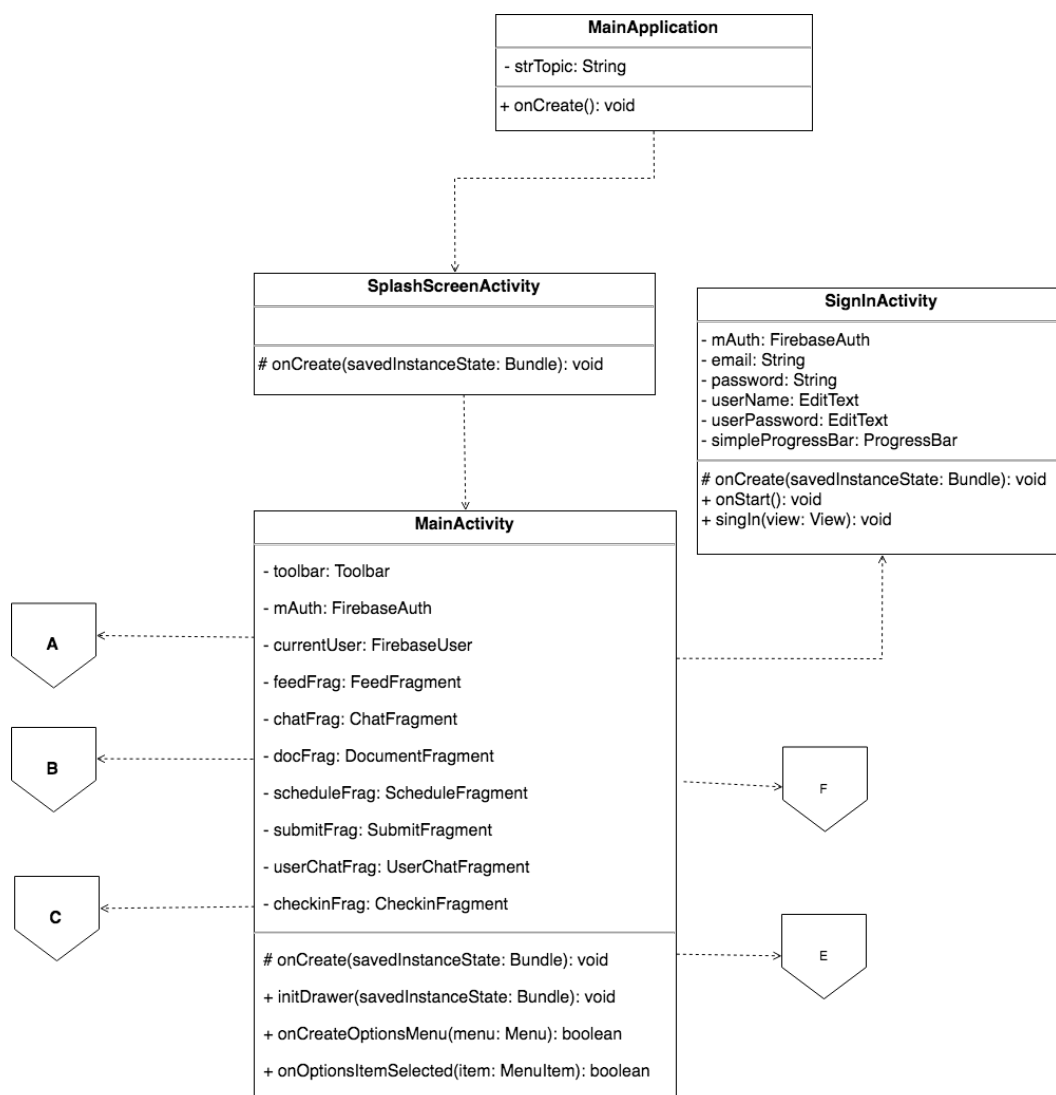 MainApplication
- strTopic: String
+ onCreate(): void
SplashScreenActivity
# onCreate(savedInstanceState: Bundle): void
SignInActivity
- mAuth: FirebaseAuth
- email: String
- password: String
- userName: EditText
- userPassword: EditText
- simpleProgressBar: ProgressBar
# onCreate(savedInstanceState: Bundle): void
+ onStart(): void
+ singIn(view: View): void
MainActivity
- toolbar: Toolbar
- mAuth: FirebaseAuth
- currentUser: FirebaseUser
- feedFrag: FeedFragment
- chatFrag: ChatFragment
- docFrag: DocumentFragment
- scheduleFrag: ScheduleFragment
- submitFrag: SubmitFragment
- userChatFrag: UserChatFragment
- checkinFrag: CheckinFragment
# onCreate(savedInstanceState: Bundle): void
+ initDrawer(savedInstanceState: Bundle): void
+ onCreateOptionsMenu(menu: Menu): boolean
+ onOptionsItemSelected(item: MenuItem): boolean
A
B
C
F
E